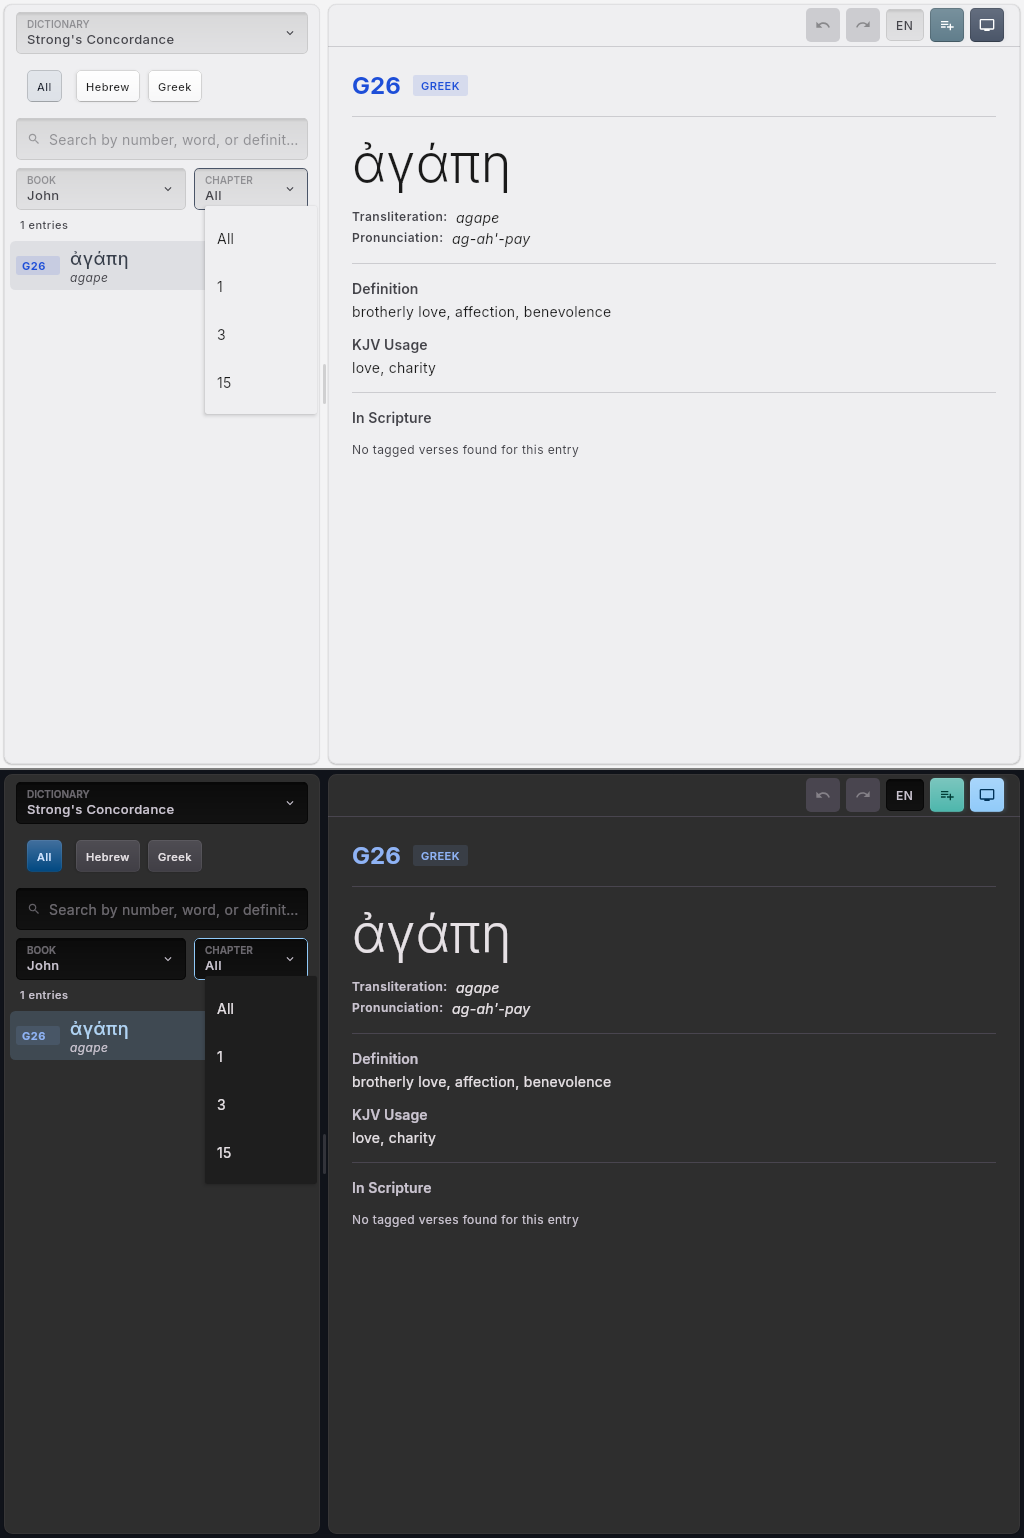 DICTIONARY
Strong's Concordance
All
Hebrew
Greek
Search by number, word, or definit...
BOOK
John
CHAPTER
All
1 entries
G26
ἀγάπη
agape
All
1
3
15
EN
G26
GREEK
ἀγάπη
Transliteration: agape
Pronunciation: ag-ah'-pay
Definition
brotherly love, affection, benevolence
KJV Usage
love, charity
In Scripture
No tagged verses found for this entry
DICTIONARY
Strong's Concordance
All
Hebrew
Greek
Search by number, word, or definit...
BOOK
John
CHAPTER
All
1 entries
G26
ἀγάπη
agape
All
1
3
15
EN
G26
GREEK
ἀγάπη
Transliteration: agape
Pronunciation: ag-ah'-pay
Definition
brotherly love, affection, benevolence
KJV Usage
love, charity
In Scripture
No tagged verses found for this entry